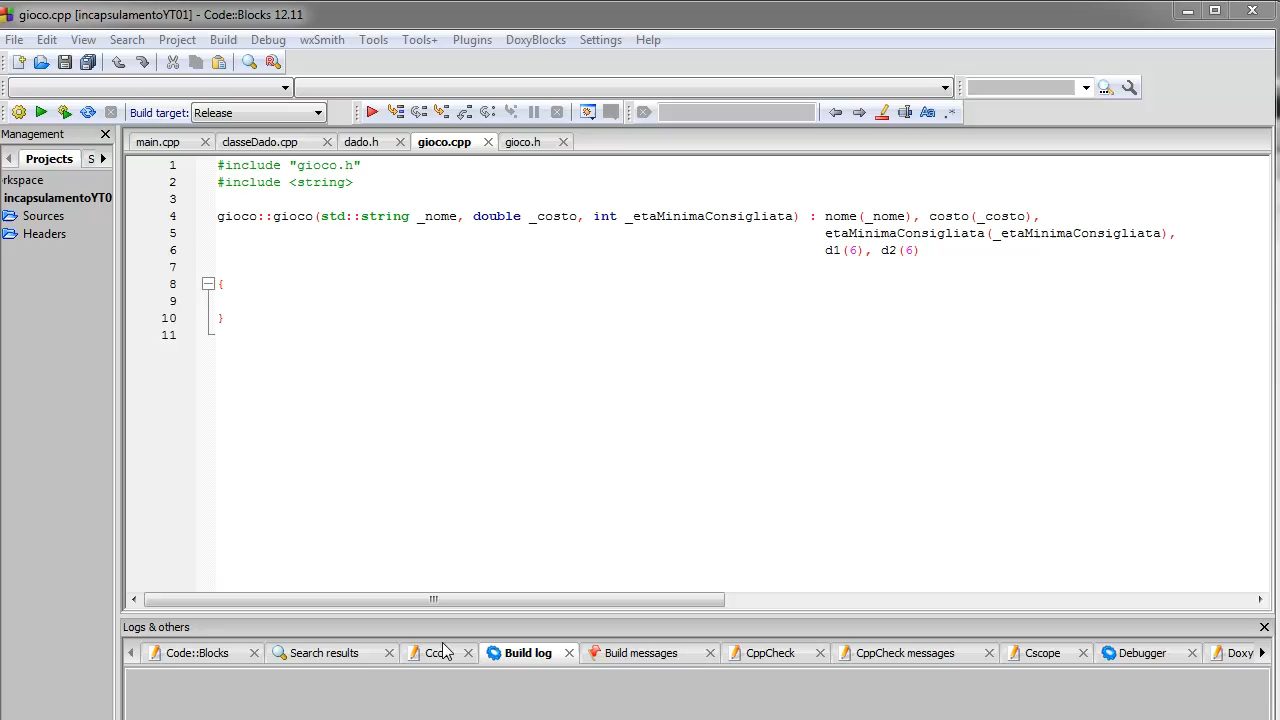 gioco.cpp [incapsulamentoYT01] - Code::Blocks 12.11
File Edit View Search Project Build Debug wxSmith Tools Tools+ Plugins DoxyBlocks Settings Help
Build target: Release
Management
main.cpp classeDado.cpp dado.h gioco.cpp gioco.h
Projects S
rkspace
incapsulamentoYT0
Sources
Headers
1 #include "gioco.h"
2 #include <string>
3
4 gioco::gioco(std::string _nome, double _costo, int _etaMinimaConsigliata) : nome(_nome), costo(_costo),
5 etaMinimaConsigliata(_etaMinimaConsigliata),
6 d1(6), d2(6)
7
8 {
9
10 }
11
Logs & others
Code::Blocks Search results Build log Build messages CppCheck CppCheck messages Cscope Debugger Doxy